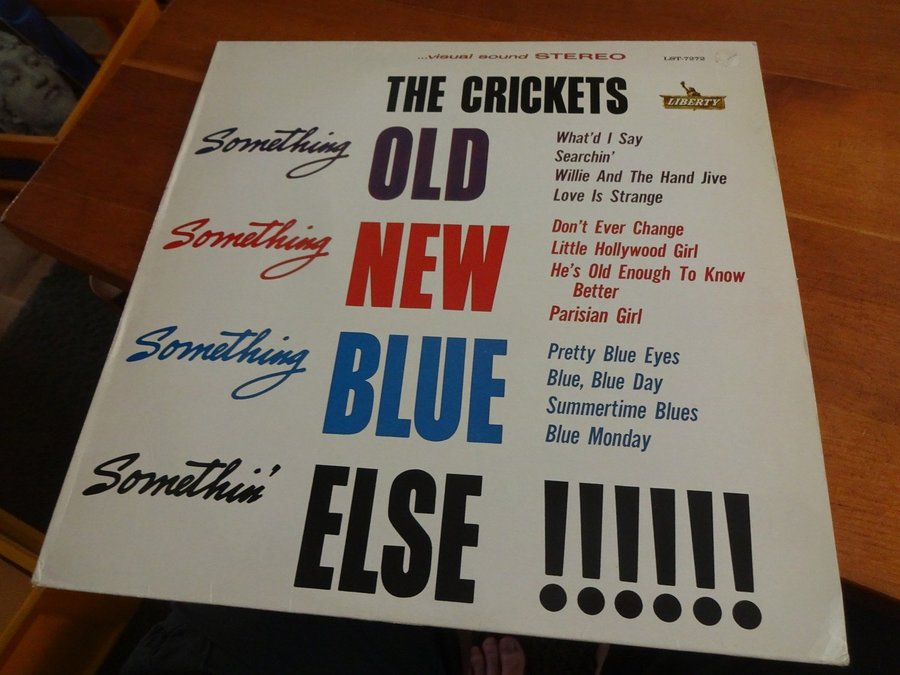 ...visual sound STEREO
LST-7272
THE CRICKETS
LIBERTY
Something OLD
What'd I Say
Searchin'
Willie And The Hand Jive
Love Is Strange
Something NEW
Don't Ever Change
Little Hollywood Girl
He's Old Enough To Know
Better
Parisian Girl
Something BLUE
Pretty Blue Eyes
Blue, Blue Day
Summertime Blues
Blue Monday
Somethin' ELSE !!!!!!